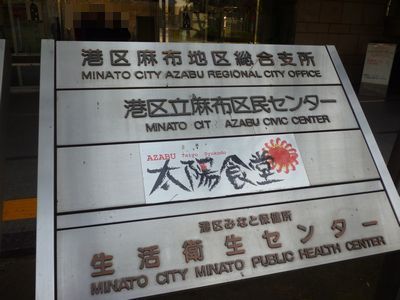 港区麻布地区総合支所
MINATO CITY AZABU REGIONAL CITY OFFICE
港区立麻布区民センター
MINATO CIT AZABU CIVIC CENTER
AZABU Taiyo Syokudo
太陽食堂
港区みなと保健所
生活衛生センター
MINATO CITY MINATO PUBLIC HEALTH CENTER